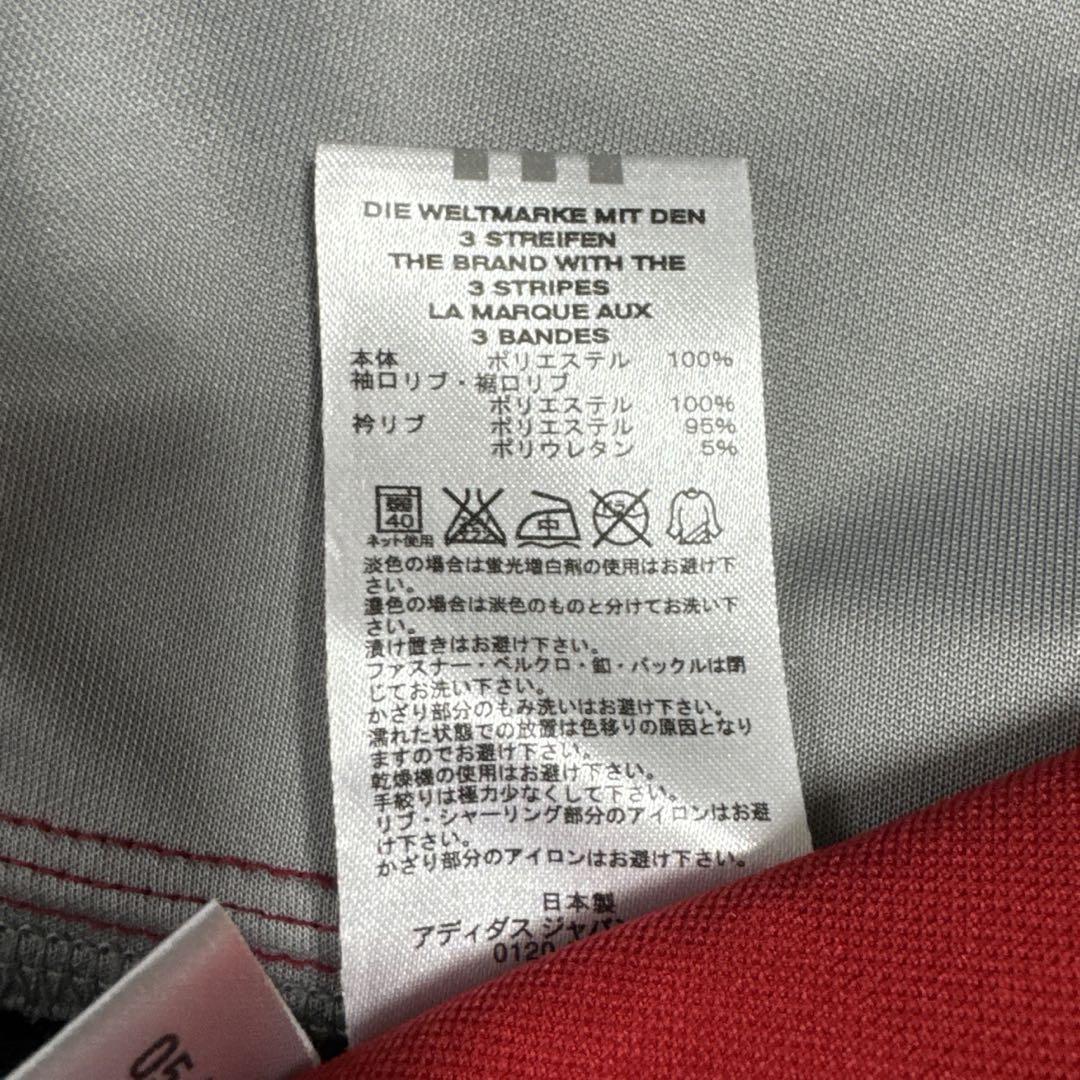 DIE WELTMARKE MIT DEN
3 STREIFEN
THE BRAND WITH THE
3 STRIPES
LA MARQUE AUX
3 BANDES
本体 ポリエステル 100%
袖口リブ・裾口リブ
ポリエステル 100%
衿リブ ポリエステル 95%
ポリウレタン 5%
40
中
ネット使用
淡色の場合は蛍光増白剤の使用はお避け下
さい。
濃色の場合は淡色のものと分けてお洗い下
さい。
漬け置きはお避け下さい。
ファスナー・ベルクロ・釦・バックルは閉
じてお洗い下さい。
かざり部分のもみ洗いはお避け下さい。
濡れた状態での放置は色移りの原因となり
ますのでお避け下さい。
乾燥機の使用はお避け下さい。
手絞りは極力少なくして下さい。
リブ・シャーリング部分のアイロンはお避
け下さい。
かざり部分のアイロンはお避け下さい。
日本製
アディダス ジャパ
0120
05